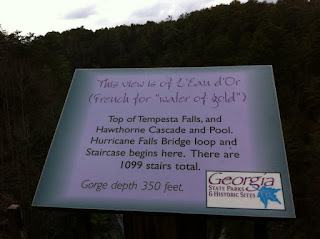 This view is of L'Eau d'Or
(French for "water of gold")
Top of Tempesta Falls, and
Hawthorne Cascade and Pool.
Hurricane Falls Bridge loop and
Staircase begins here. There are
1099 stairs total.
Gorge depth 350 feet.
Georgia
STATE PARKS
& HISTORIC SITES